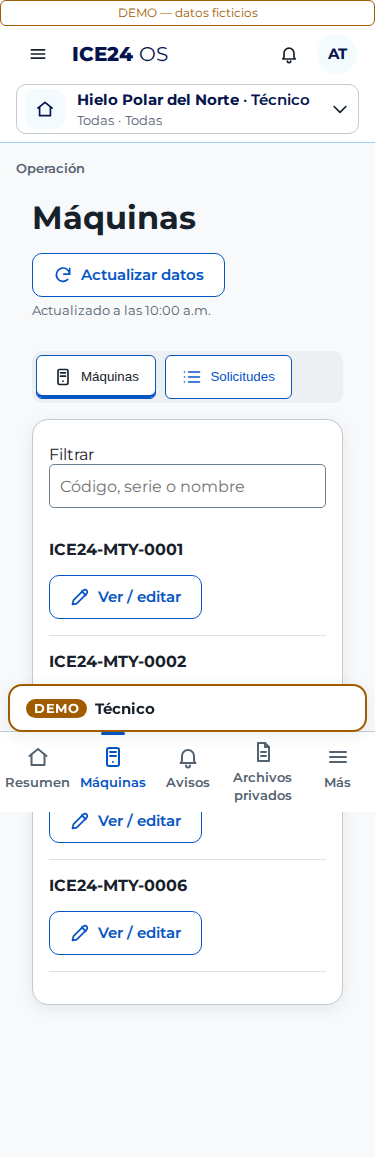 DEMO — datos ficticios
ICE24 OS
AT
Hielo Polar del Norte · Técnico
Todas · Todas
Operación
Máquinas
Actualizar datos
Actualizado a las 10:00 a.m.
Máquinas
Solicitudes
Filtrar
Código, serie o nombre
ICE24-MTY-0001
Ver / editar
ICE24-MTY-0002
DEMO Técnico
Resumen
Máquinas
Avisos
Archivos privados
Más
Ver / editar
ICE24-MTY-0006
Ver / editar